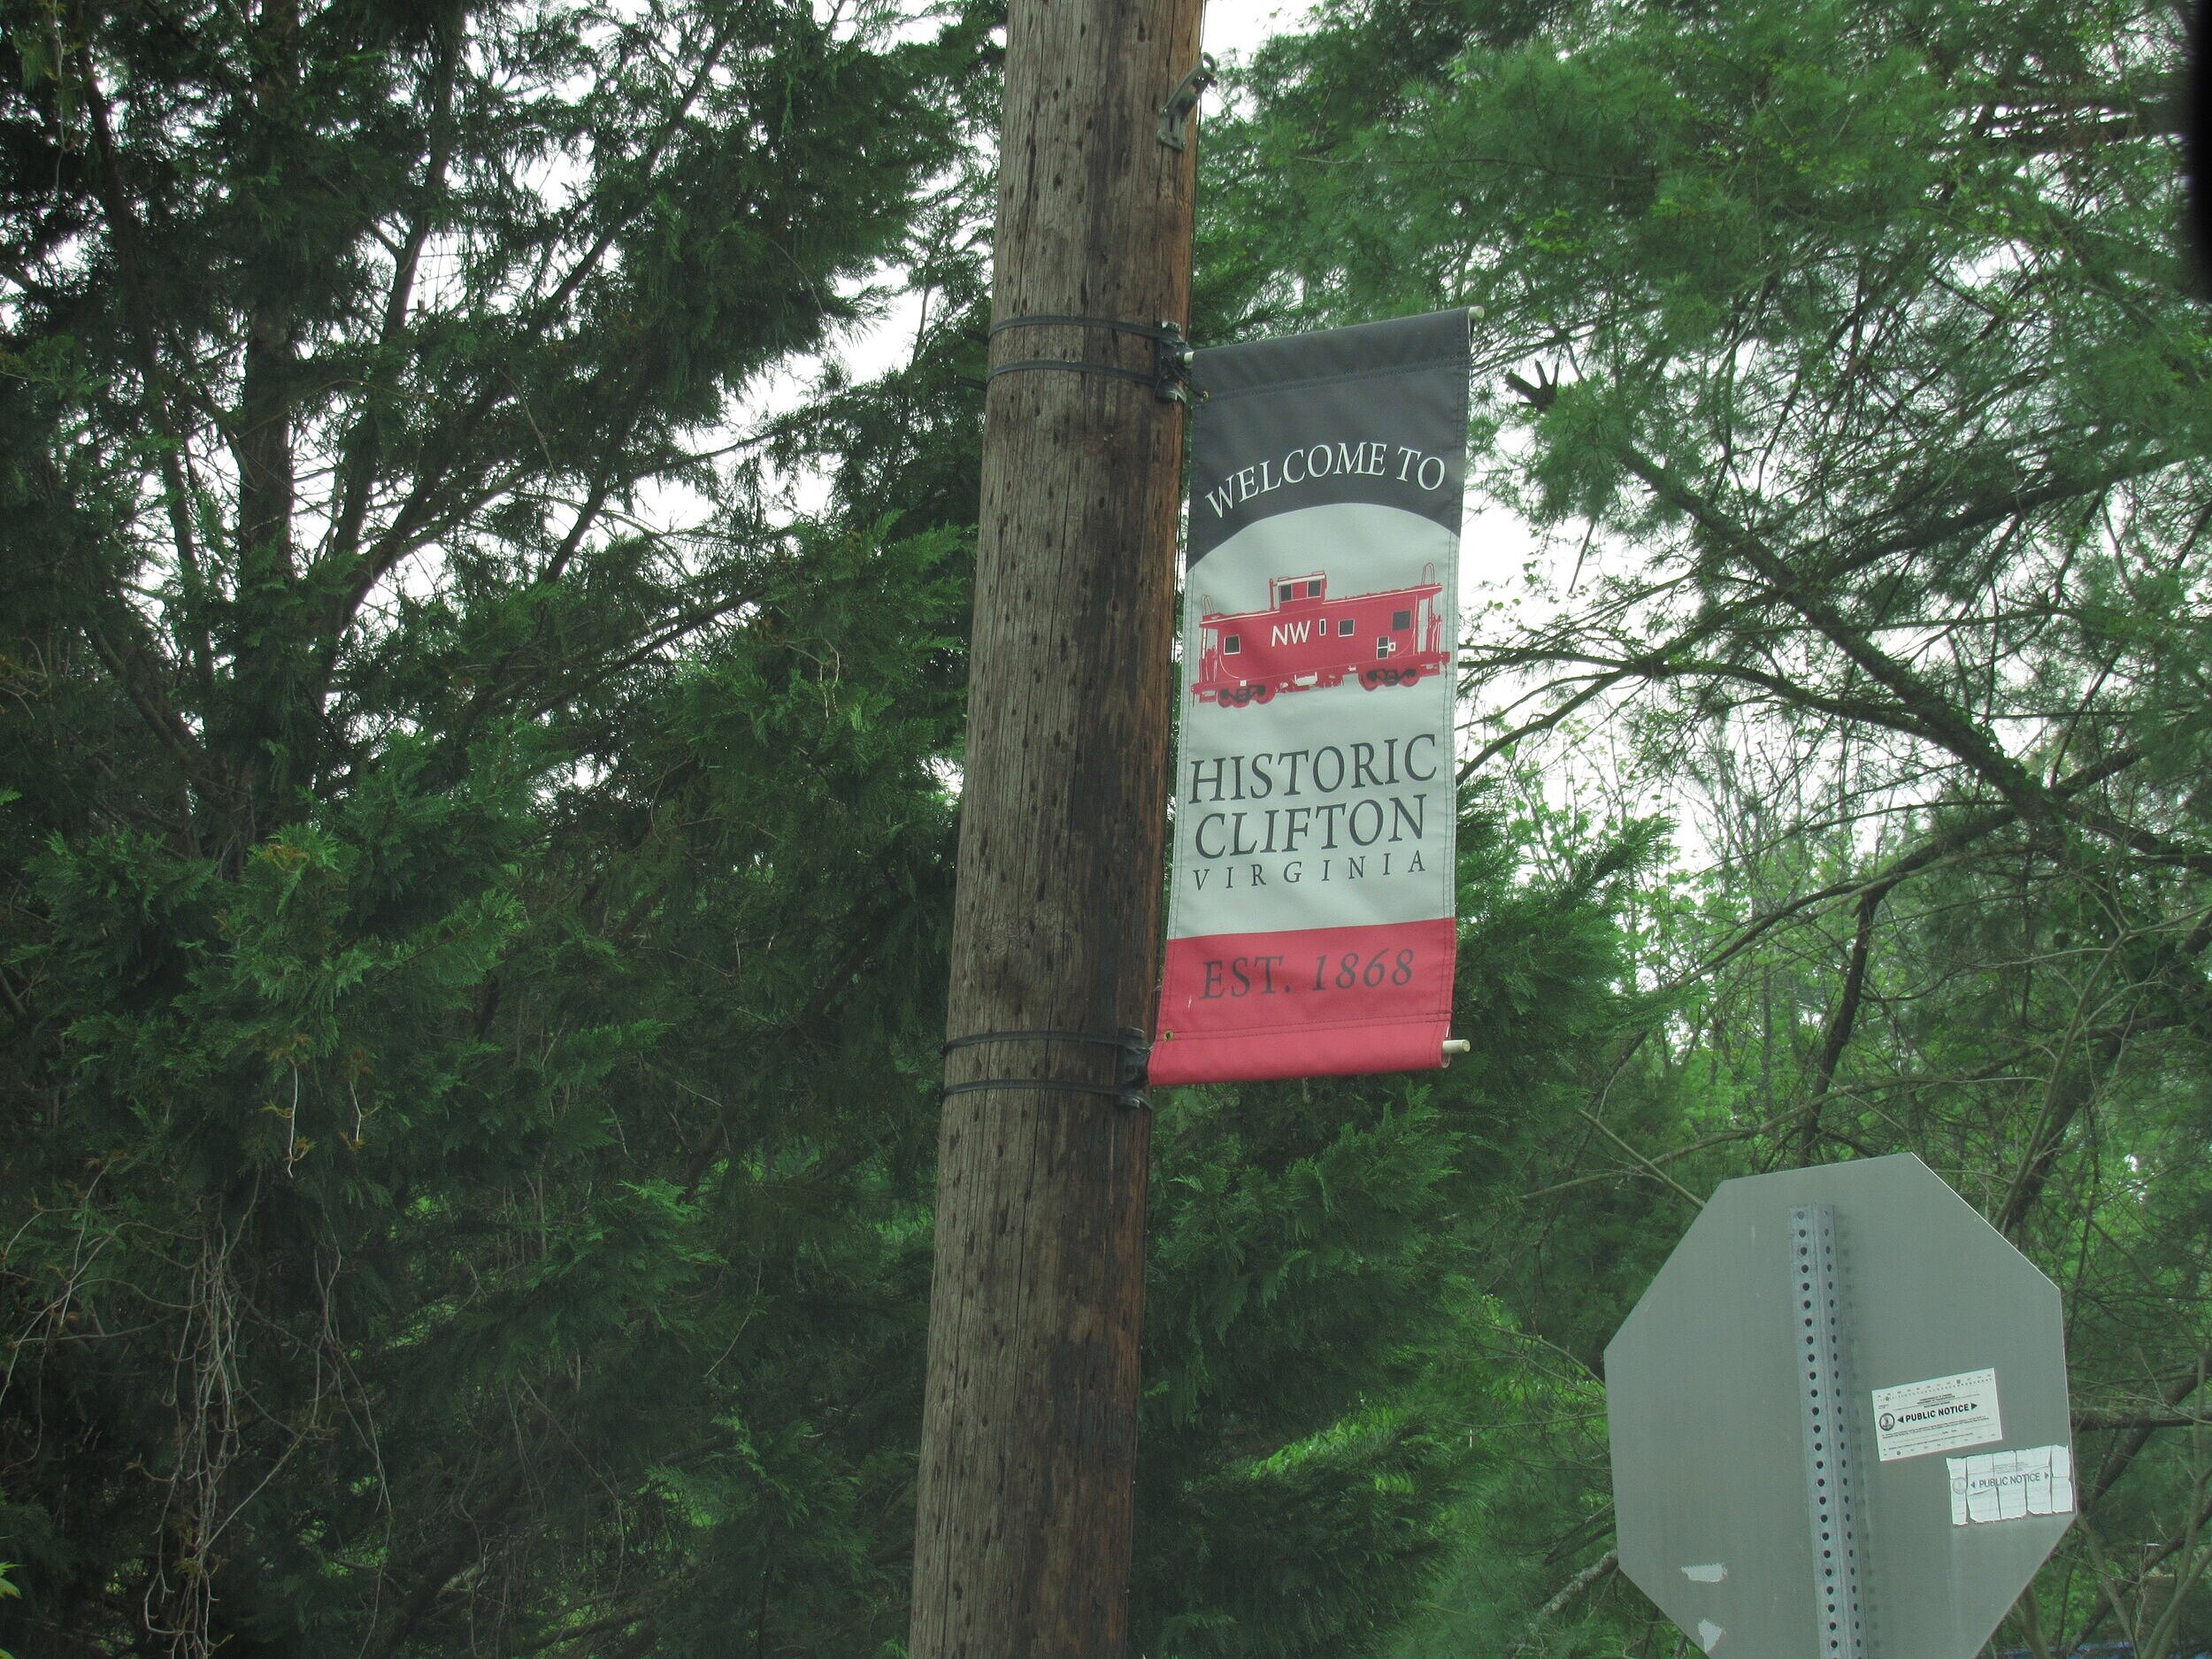 WELCOME TO
NW
HISTORIC
CLIFTON
VIRGINIA
EST. 1868
PUBLIC NOTICE
PUBLIC NOTICE